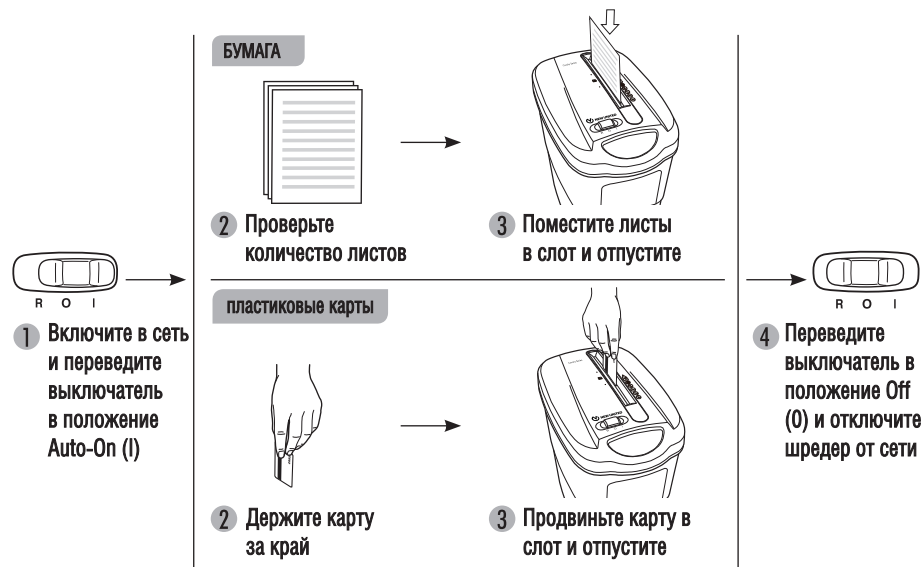 R O I
1 Включите в сеть
и переведите
выключатель
в положение
Auto-On (I)
БУМАГА
2 Проверьте
количество листов
3 Поместите листы
в слот и отпустите
пластиковые карты
2 Держите карту
за край
3 Продвиньте карту в
слот и отпустите
R O I
4 Переведите
выключатель в
положение Off
(0) и отключите
шредер от сети